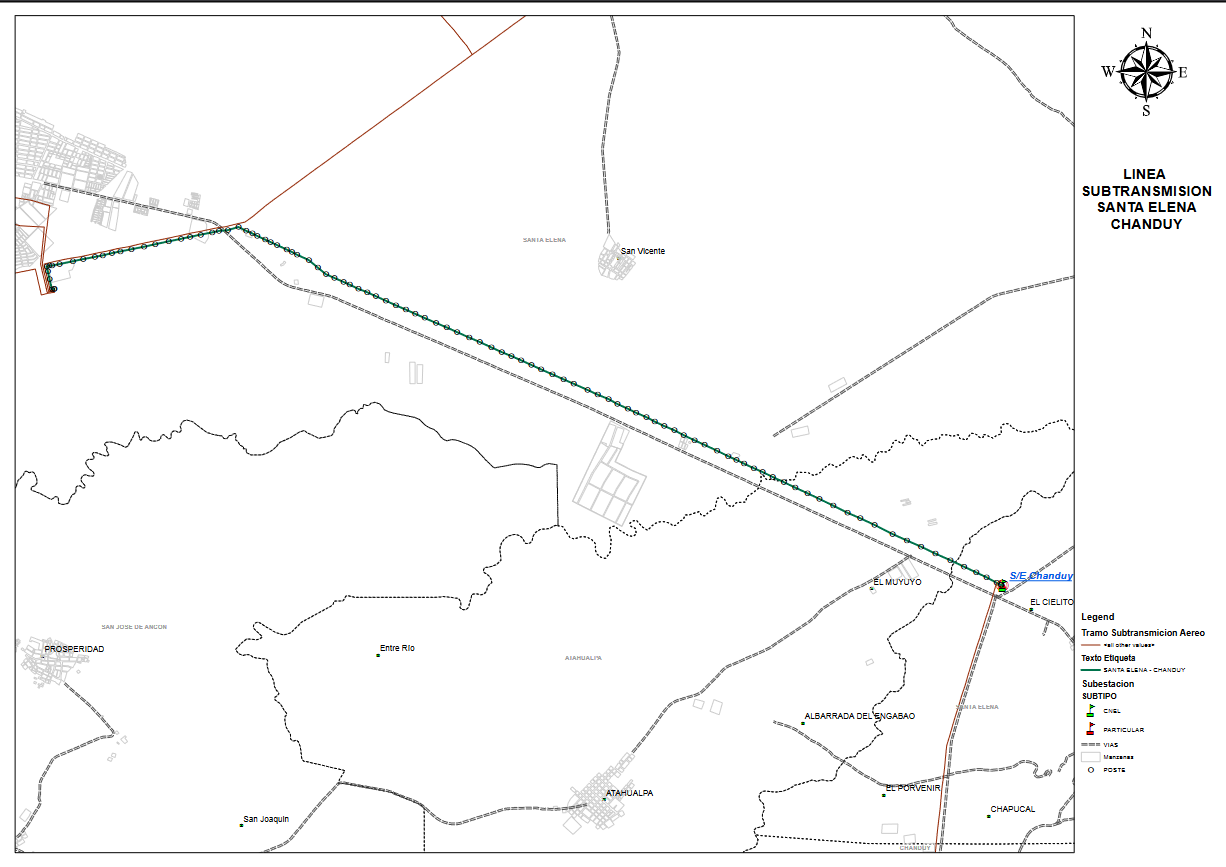 N
W E
S
LINEA
SUBTRANSMISION
SANTA ELENA
CHANDUY
SANTA ELENA
San Vicente
S/E Chanduy
EL MUYUYO
EL CIELITO
SAN JOSE DE ANCON
PROSPERIDAD
Entre Rio
ATAHUALPA
SANTA ELENA
ALBARRADA DEL ENGABAO
EL PORVENIR
ATAHUALPA
CHAPUCAL
San Joaquin
CHANDUY
Legend
Tramo Subtransmicion Aereo
<all other values>
Texto Etiqueta
SANTA ELENA - CHANDUY
Subestacion
SUBTIPO
CNEL
PARTICULAR
VIAS
Manzanas
POSTE